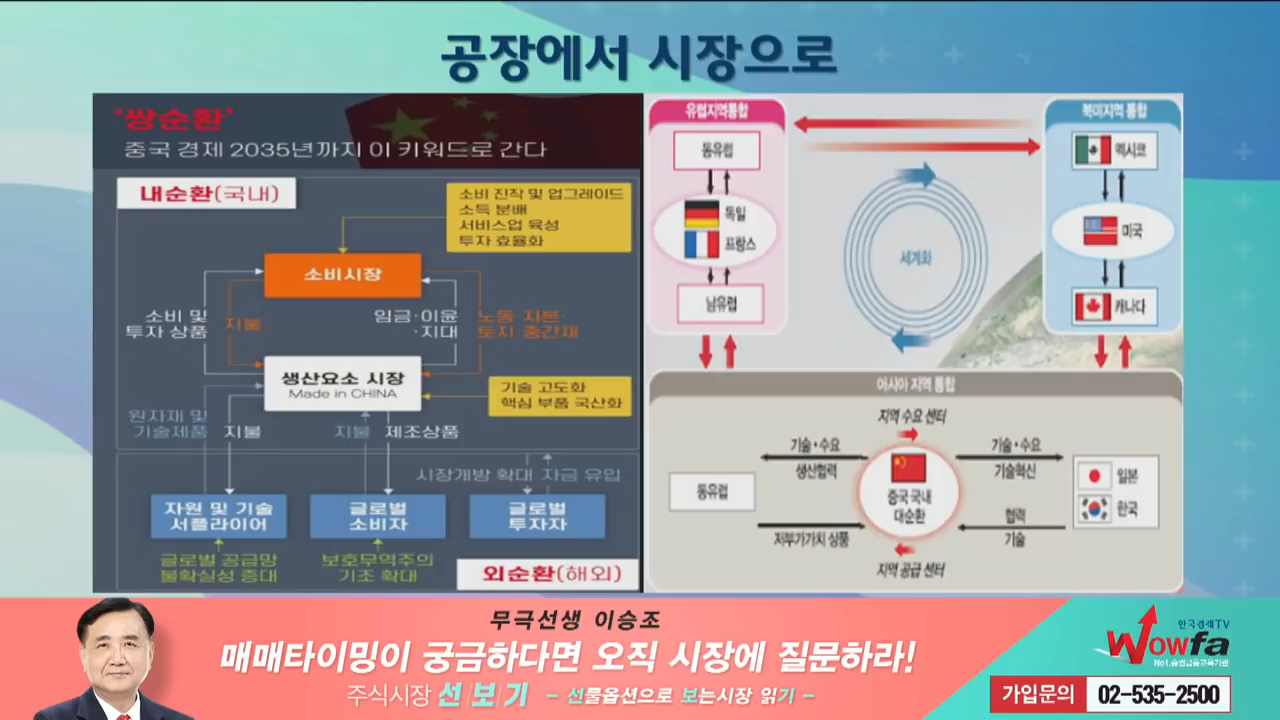 공장에서 시장으로
'쌍순환'
중국 경제 2035년까지 이 키워드로 간다
내순환(국내)
소비 진작 및 업그레이드
소득 분배
서비스업 육성
투자 효율화
소비시장
소비 및
투자 상품
지불
임금·이윤
·지대
노동·자본·
토지·중간재
생산요소 시장
Made in CHINA
기술 고도화
핵심 부품 국산화
원자재 및
기술제품
지불
지불
제조상품
시장개방 확대
자금 유입
자원 및 기술
서플라이어
글로벌
소비자
글로벌
투자자
글로벌 공급망
불확실성 증대
보호무역주의
기조 확대
외순환(해외)
유럽지역통합
동유럽
독일
프랑스
남유럽
세계화
북미지역 통합
멕시코
미국
캐나다
아시아 지역 통합
지역 수요 센터
기술·수요
생산협력
기술·수요
기술혁신
동유럽
중국 국내
대순환
일본
한국
협력
기술
저부가가치 상품
지역 공급 센터
무극선생 이승조
매매타이밍이 궁금하다면 오직 시장에 질문하라!
주식시장 선보기 - 선물옵션으로 보는시장 읽기 -
한국경제TV
Wowfa
No1.증권금융교육기관
가입문의 02-535-2500